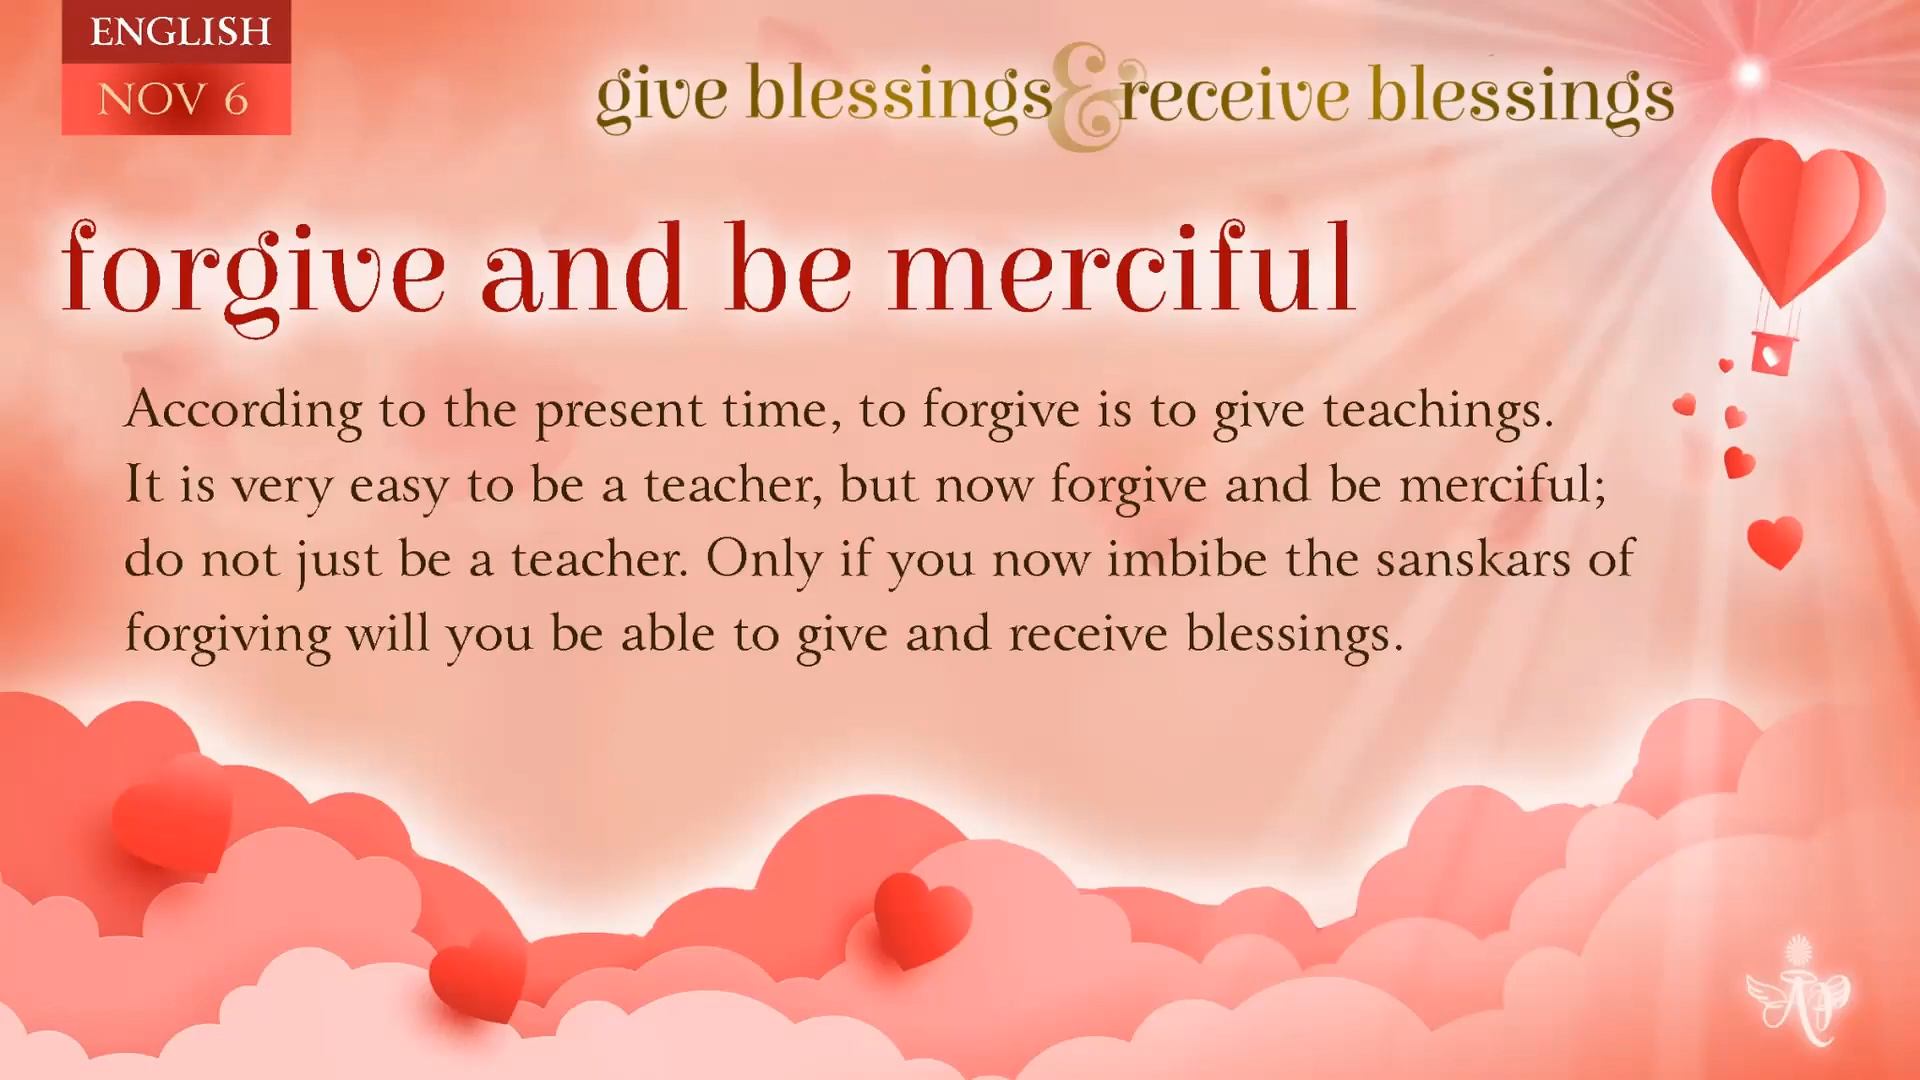 ENGLISH
NOV 6
give blessings & receive blessings
forgive and be merciful
According to the present time, to forgive is to give teachings.
It is very easy to be a teacher, but now forgive and be merciful;
do not just be a teacher. Only if you now imbibe the sanskars of
forgiving will you be able to give and receive blessings.